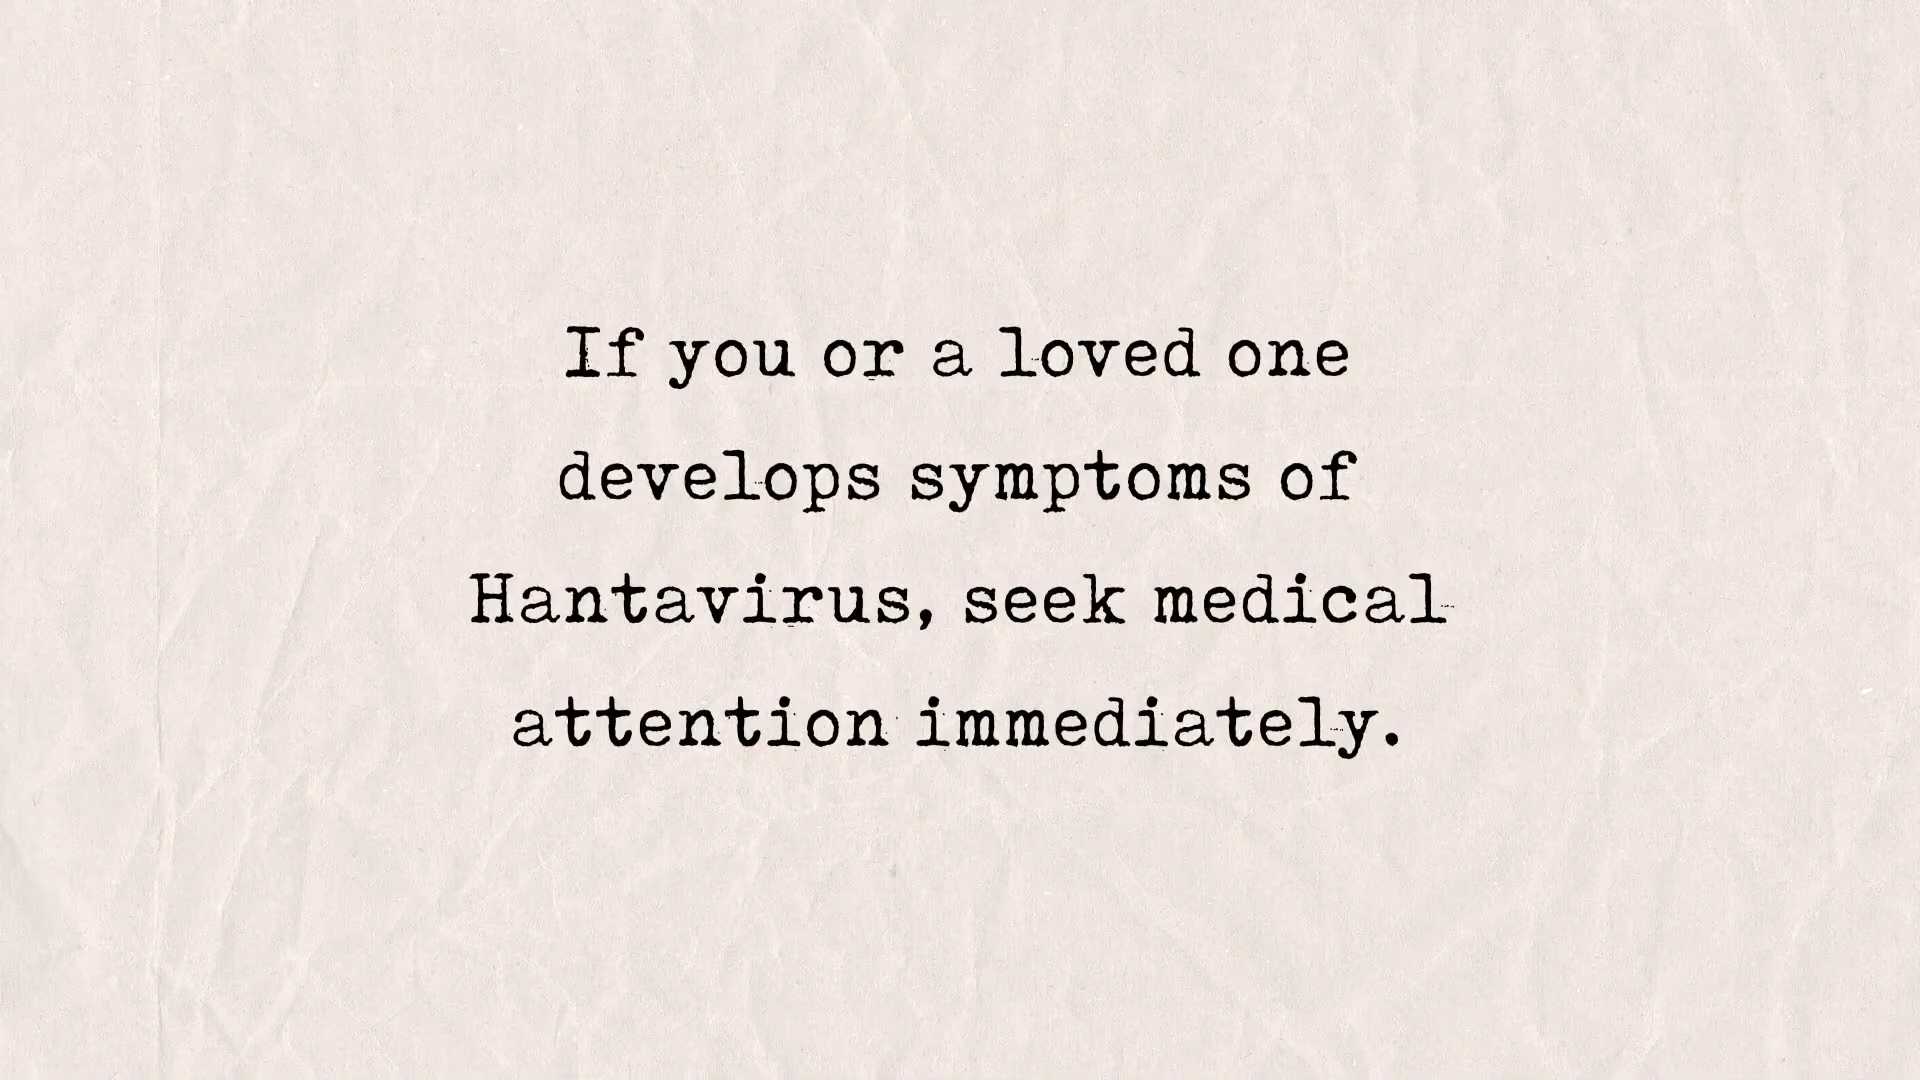 If you or a loved one
develops symptoms of
Hantavirus, seek medical
attention immediately.